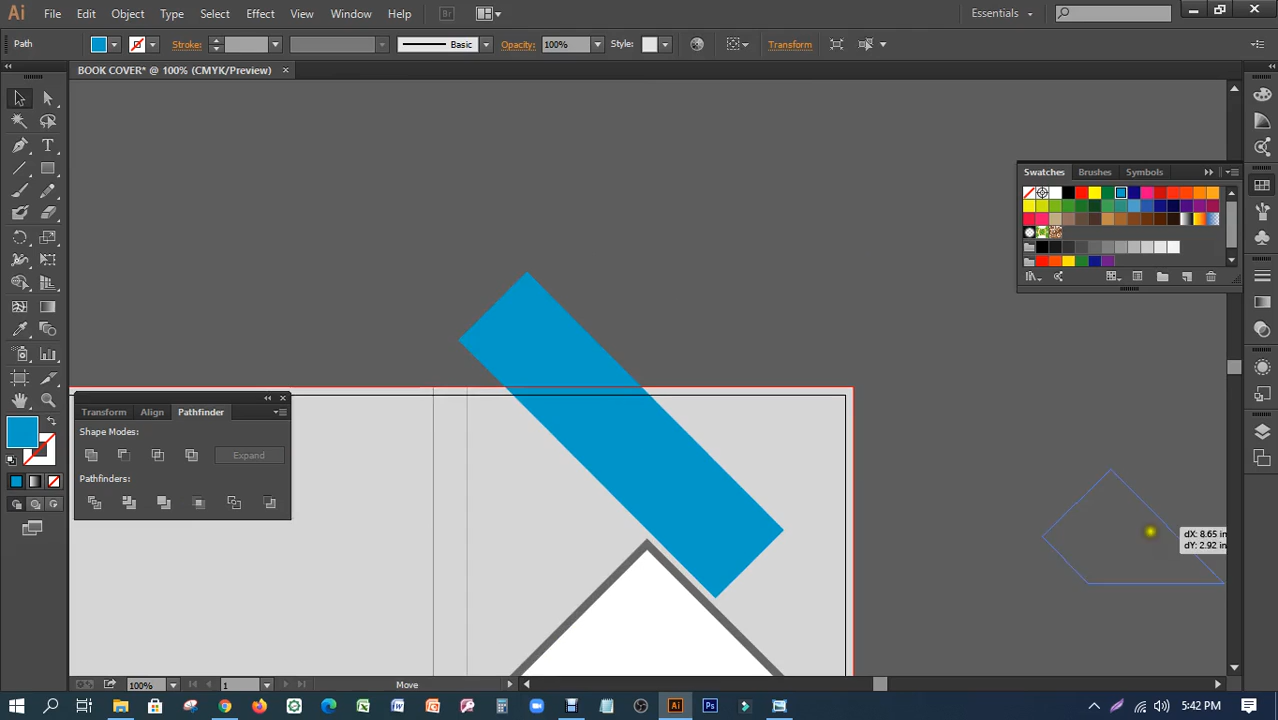 Ai File Edit Object Type Select Effect View Window Help Br Essentials
Path Stroke: Basic Opacity: 100% Style: Transform
BOOK COVER* @ 100% (CMYK/Preview) ×
Swatches Brushes Symbols
Transform Align Pathfinder
Shape Modes:
Expand
Pathfinders:
dX: 8.65 in
dY: 2.92 in
100% 1 Move
5:42 PM